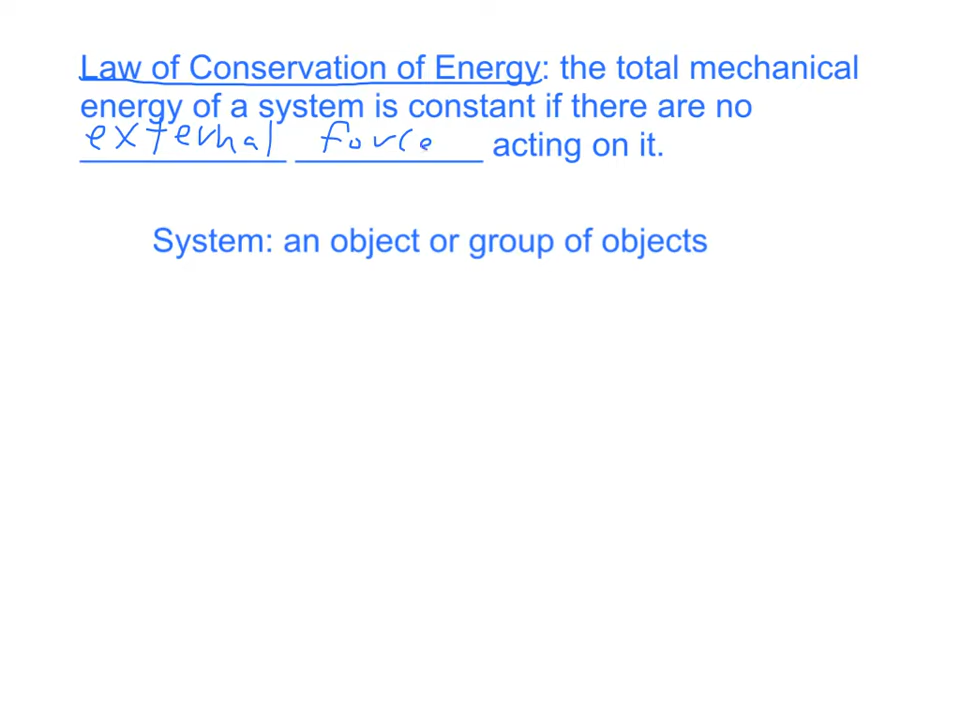 Law of Conservation of Energy: the total mechanical
energy of a system is constant if there are no
external force acting on it.
System: an object or group of objects